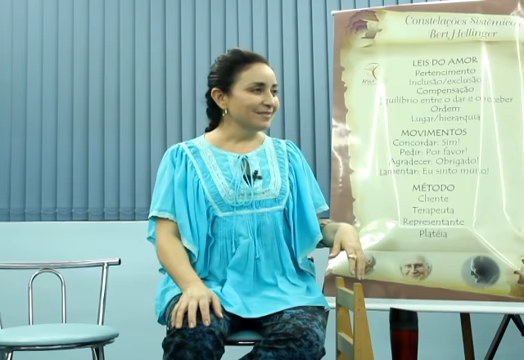 Constelações Sistêmica
Bert Hellinger
LEIS DO AMOR
Pertencimento
Inclusão/exclusão
Compensação
Equilíbrio entre o dar e o receber
Ordem
Lugar/hierarquia
MOVIMENTOS
Concordar: Sim!
Pedir: Por favor!
Agradecer: Obrigado!
Lamentar: Eu sinto muito!
MÉTODO
Cliente
Terapeuta
Representante
Platéia